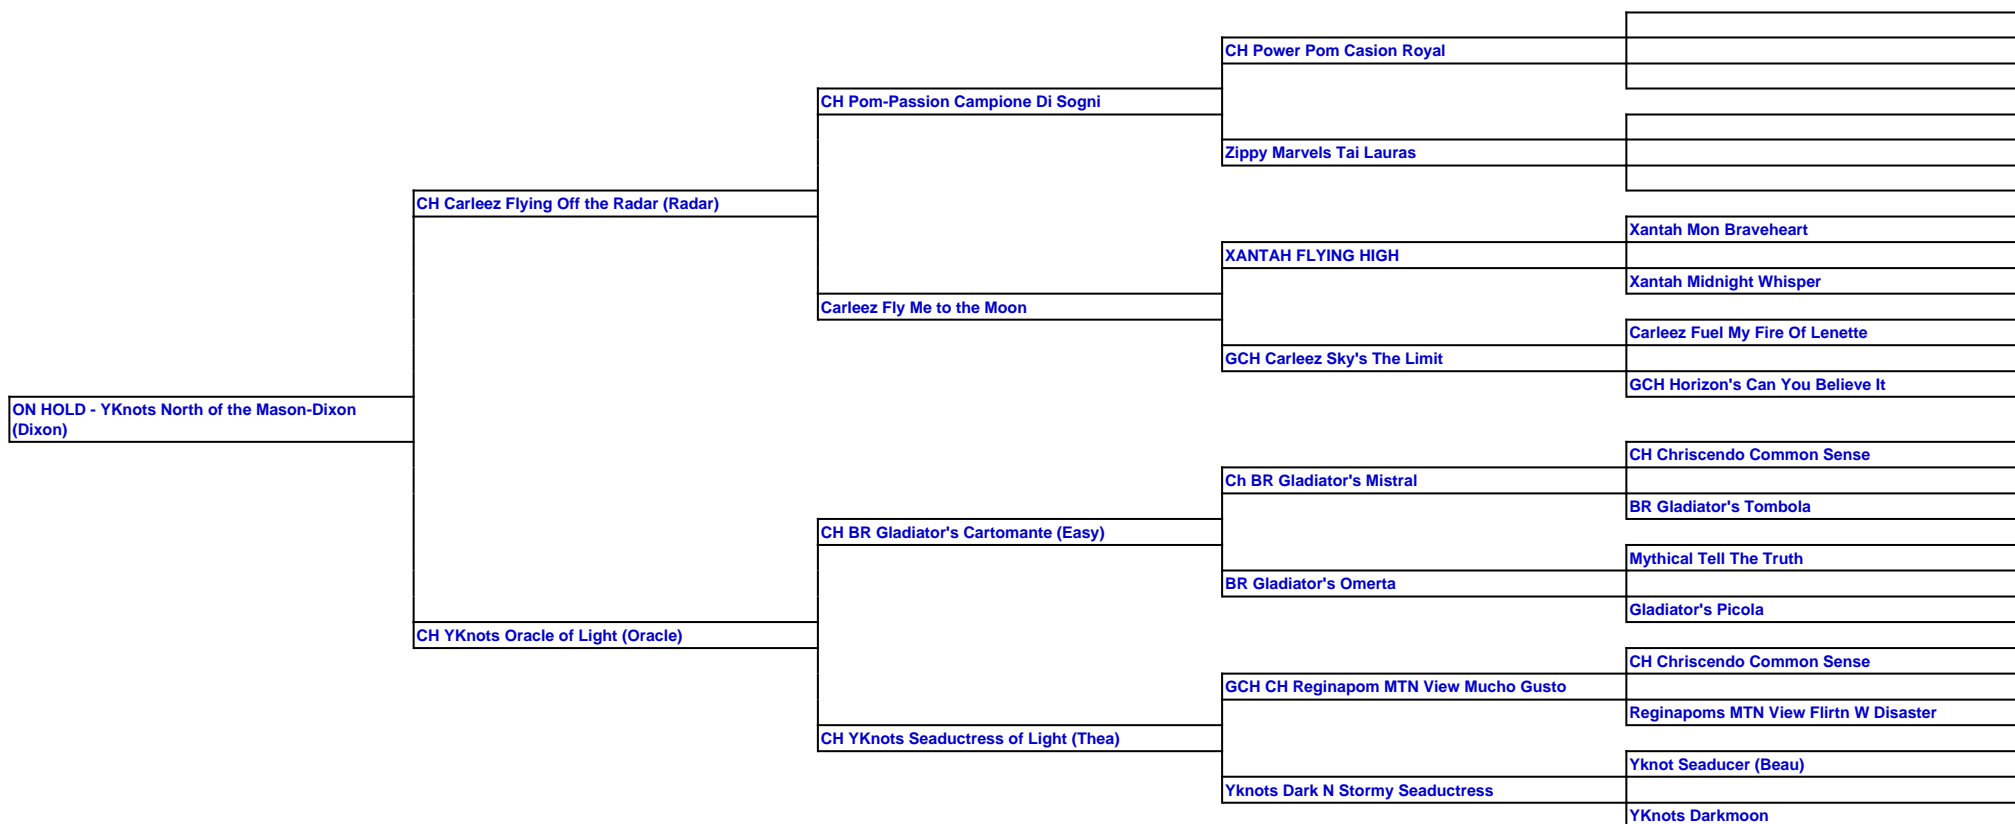 CH Power Pom Casion Royal
CH Pom-Passion Campione Di Sogni
Zippy Marvels Tai Lauras
CH Carleez Flying Off the Radar (Radar)
Xantah Mon Braveheart
XANTAH FLYING HIGH
Xantah Midnight Whisper
Carleez Fly Me to the Moon
Carleez Fuel My Fire Of Lenette
GCH Carleez Sky's The Limit
GCH Horizon's Can You Believe It
ON HOLD - YKnots North of the Mason-Dixon
(Dixon)
CH Chriscendo Common Sense
Ch BR Gladiator's Mistral
BR Gladiator's Tombola
CH BR Gladiator's Cartomante (Easy)
Mythical Tell The Truth
BR Gladiator's Omerta
Gladiator's Picola
CH YKnots Oracle of Light (Oracle)
CH Chriscendo Common Sense
GCH CH Reginapom MTN View Mucho Gusto
Reginapoms MTN View Flirtn W Disaster
CH YKnots Seaductress of Light (Thea)
Yknot Seaducer (Beau)
Yknots Dark N Stormy Seaductress
YKnots Darkmoon